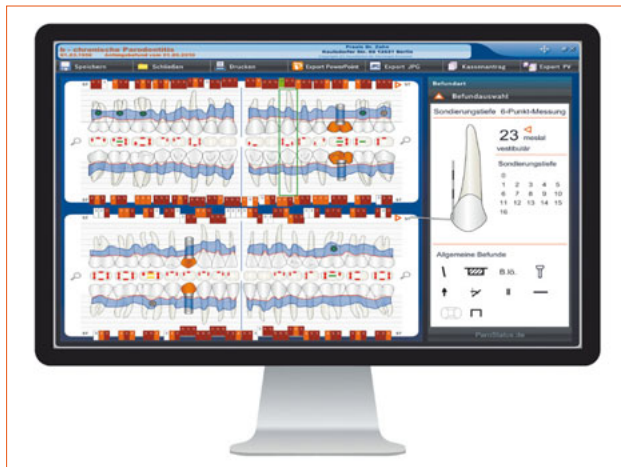 b - chronische Parodontitis
Praxis Dr. Zahn
Speichern
Schließen
Drucken
Export PowerPoint
Export JPG
Kassenantrag
Export PV
Befundart
Befundauswahl
Sondierungstiefe 6-Punkt-Messung
23 mesial
vestibulär
Sondierungstiefe
0
1 2 3 4 5
6 7 8 9 10
11 12 13 14 15
16
Allgemeine Befunde
B.lö.
ParoStatus.de